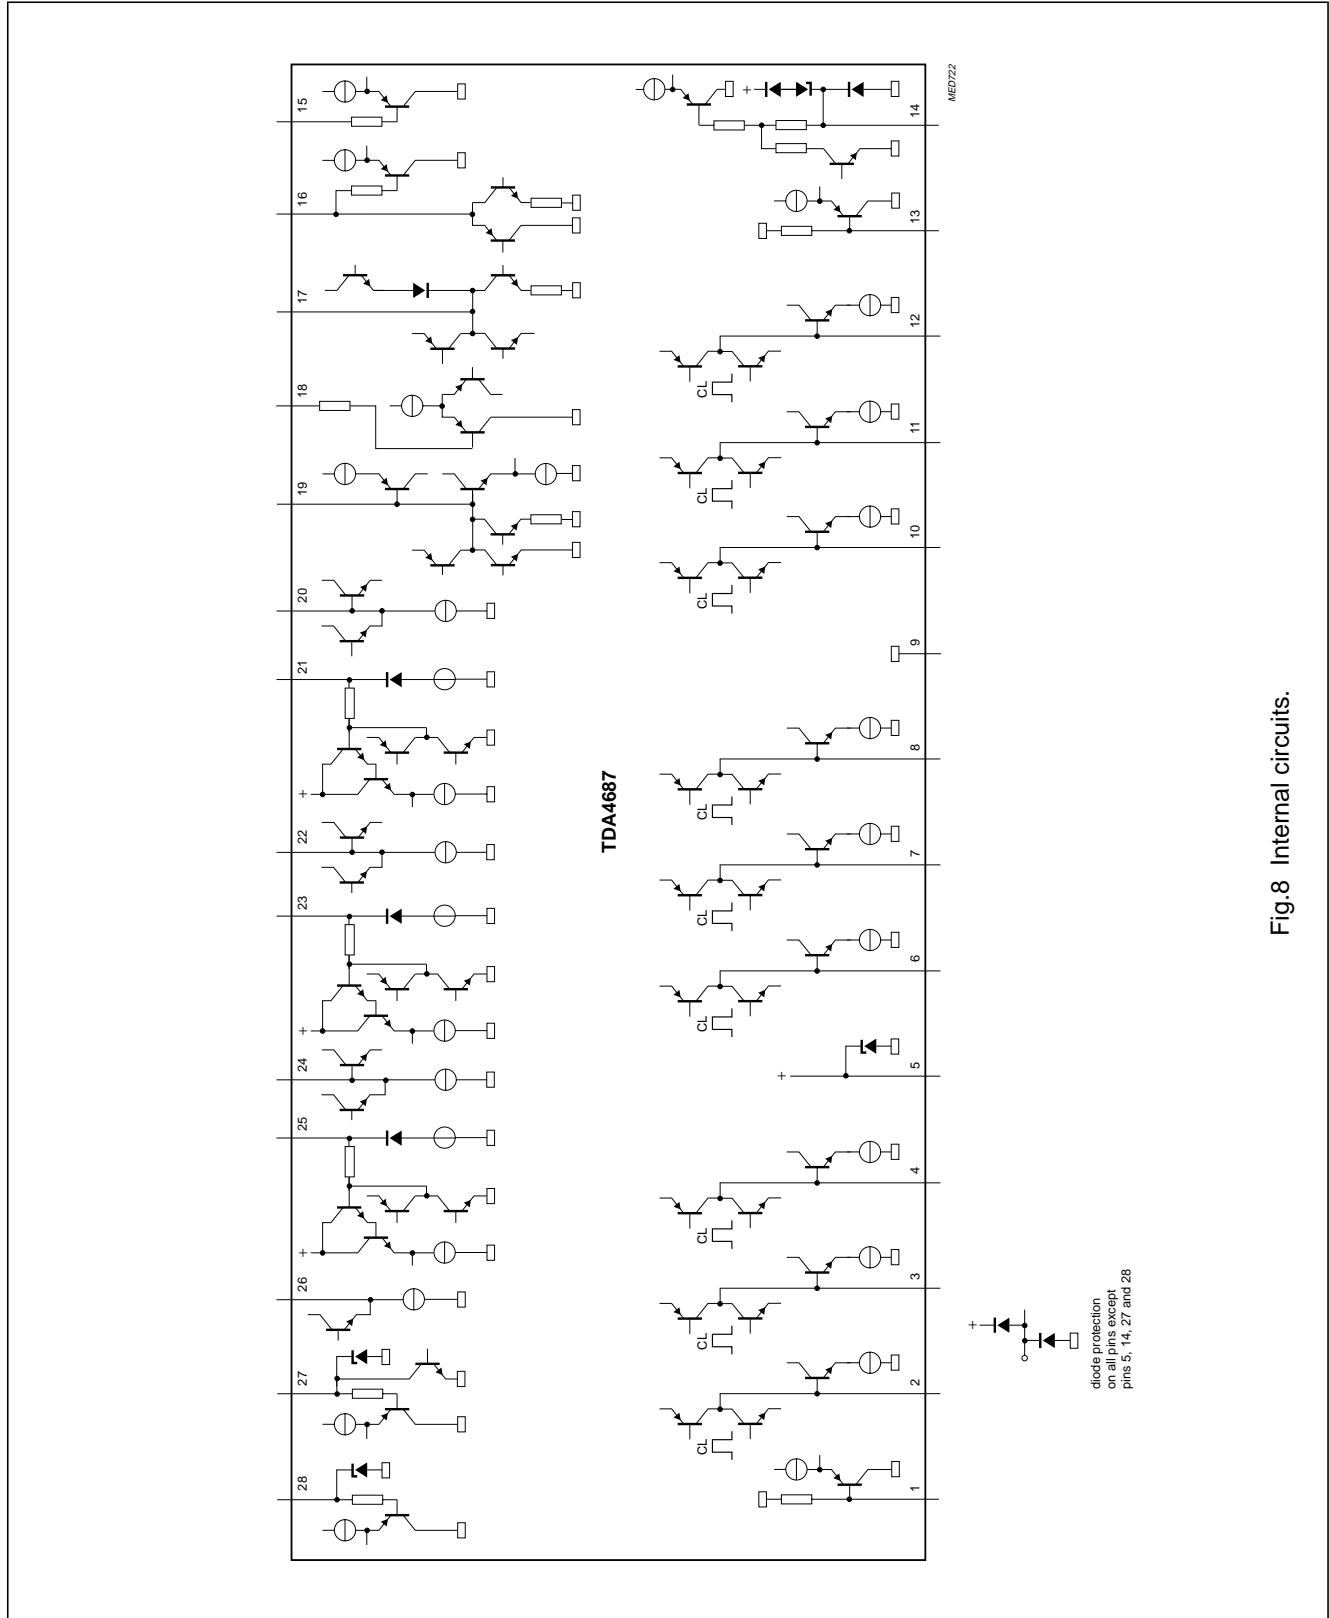 MED722
15
16
17
18
19
20
21
+
22
23
+
24
25
+
26
27
28
TDA4687
+
14
13
12
CL
11
CL
10
CL
9
8
CL
7
CL
6
CL
5
+
4
CL
3
CL
2
CL
1
+
diode protection
on all pins except
pins 5, 14, 27 and 28
Fig.8 Internal circuits.